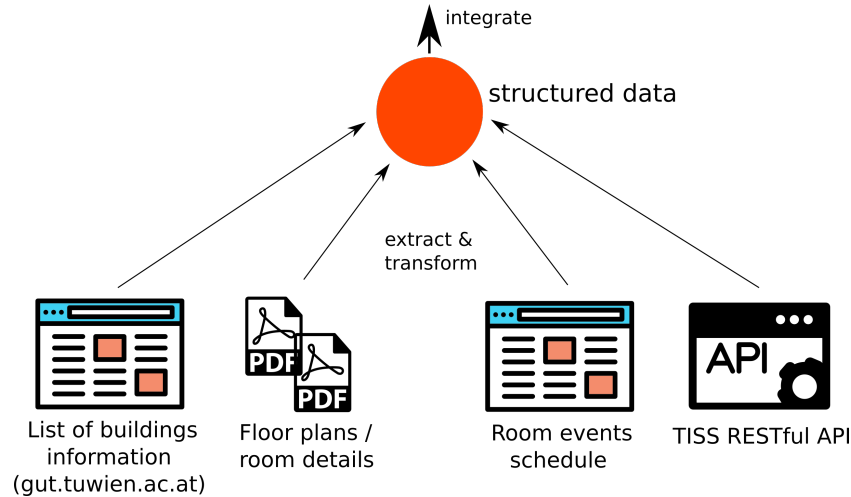 integrate
structured data
extract &
transform
PDF
PDF
API
List of buildings
information
(gut.tuwien.ac.at)
Floor plans /
room details
Room events
schedule
TISS RESTful API